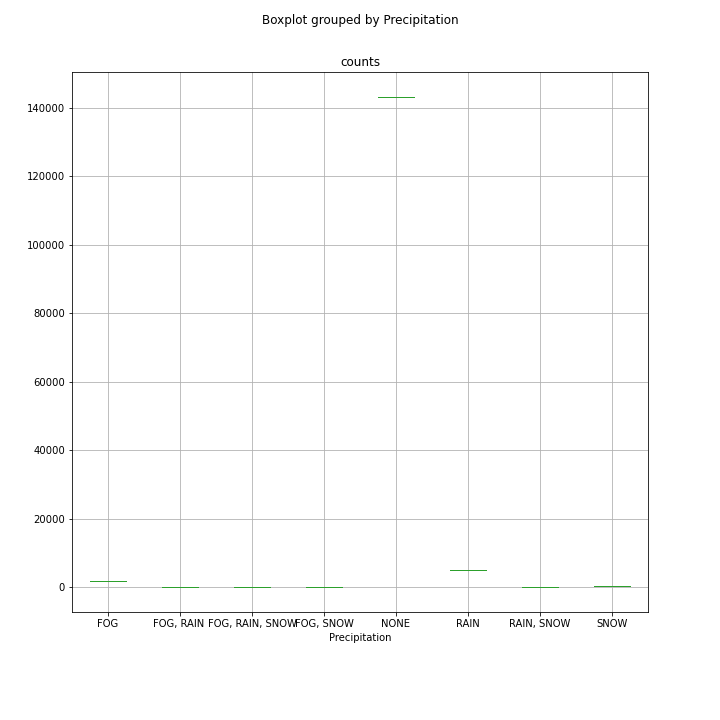 Boxplot grouped by Precipitation
counts
140000
120000
100000
80000
60000
40000
20000
0
FOG FOG, RAIN FOG, RAIN, SNOW FOG, SNOW NONE RAIN RAIN, SNOW SNOW
Precipitation